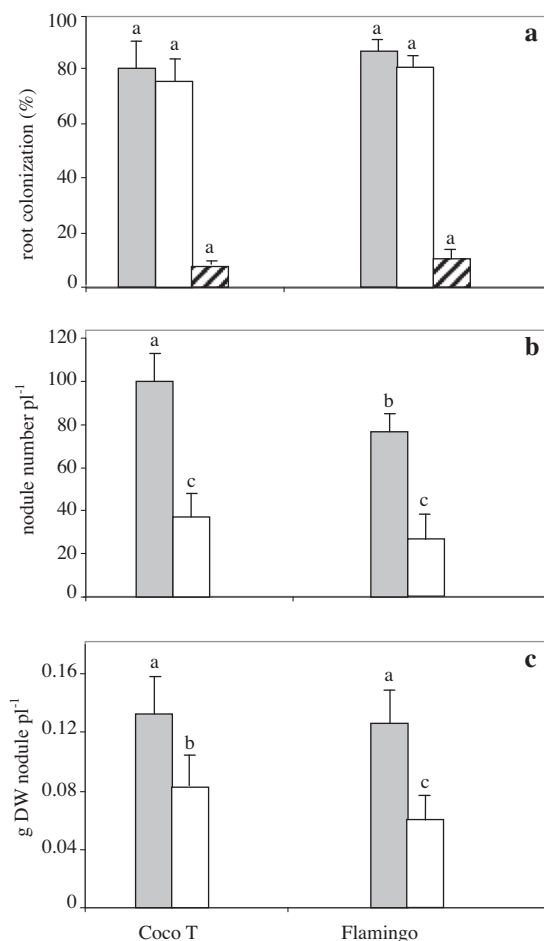 a
root colonization (%)
100
80
60
40
20
0
a
a
a
a
a
a
b
nodule number pl⁻¹
120
100
80
60
40
20
0
a
c
b
c
c
g DW nodule pl⁻¹
0.16
0.12
0.08
0.04
0
a
b
a
c
Coco T
Flamingo